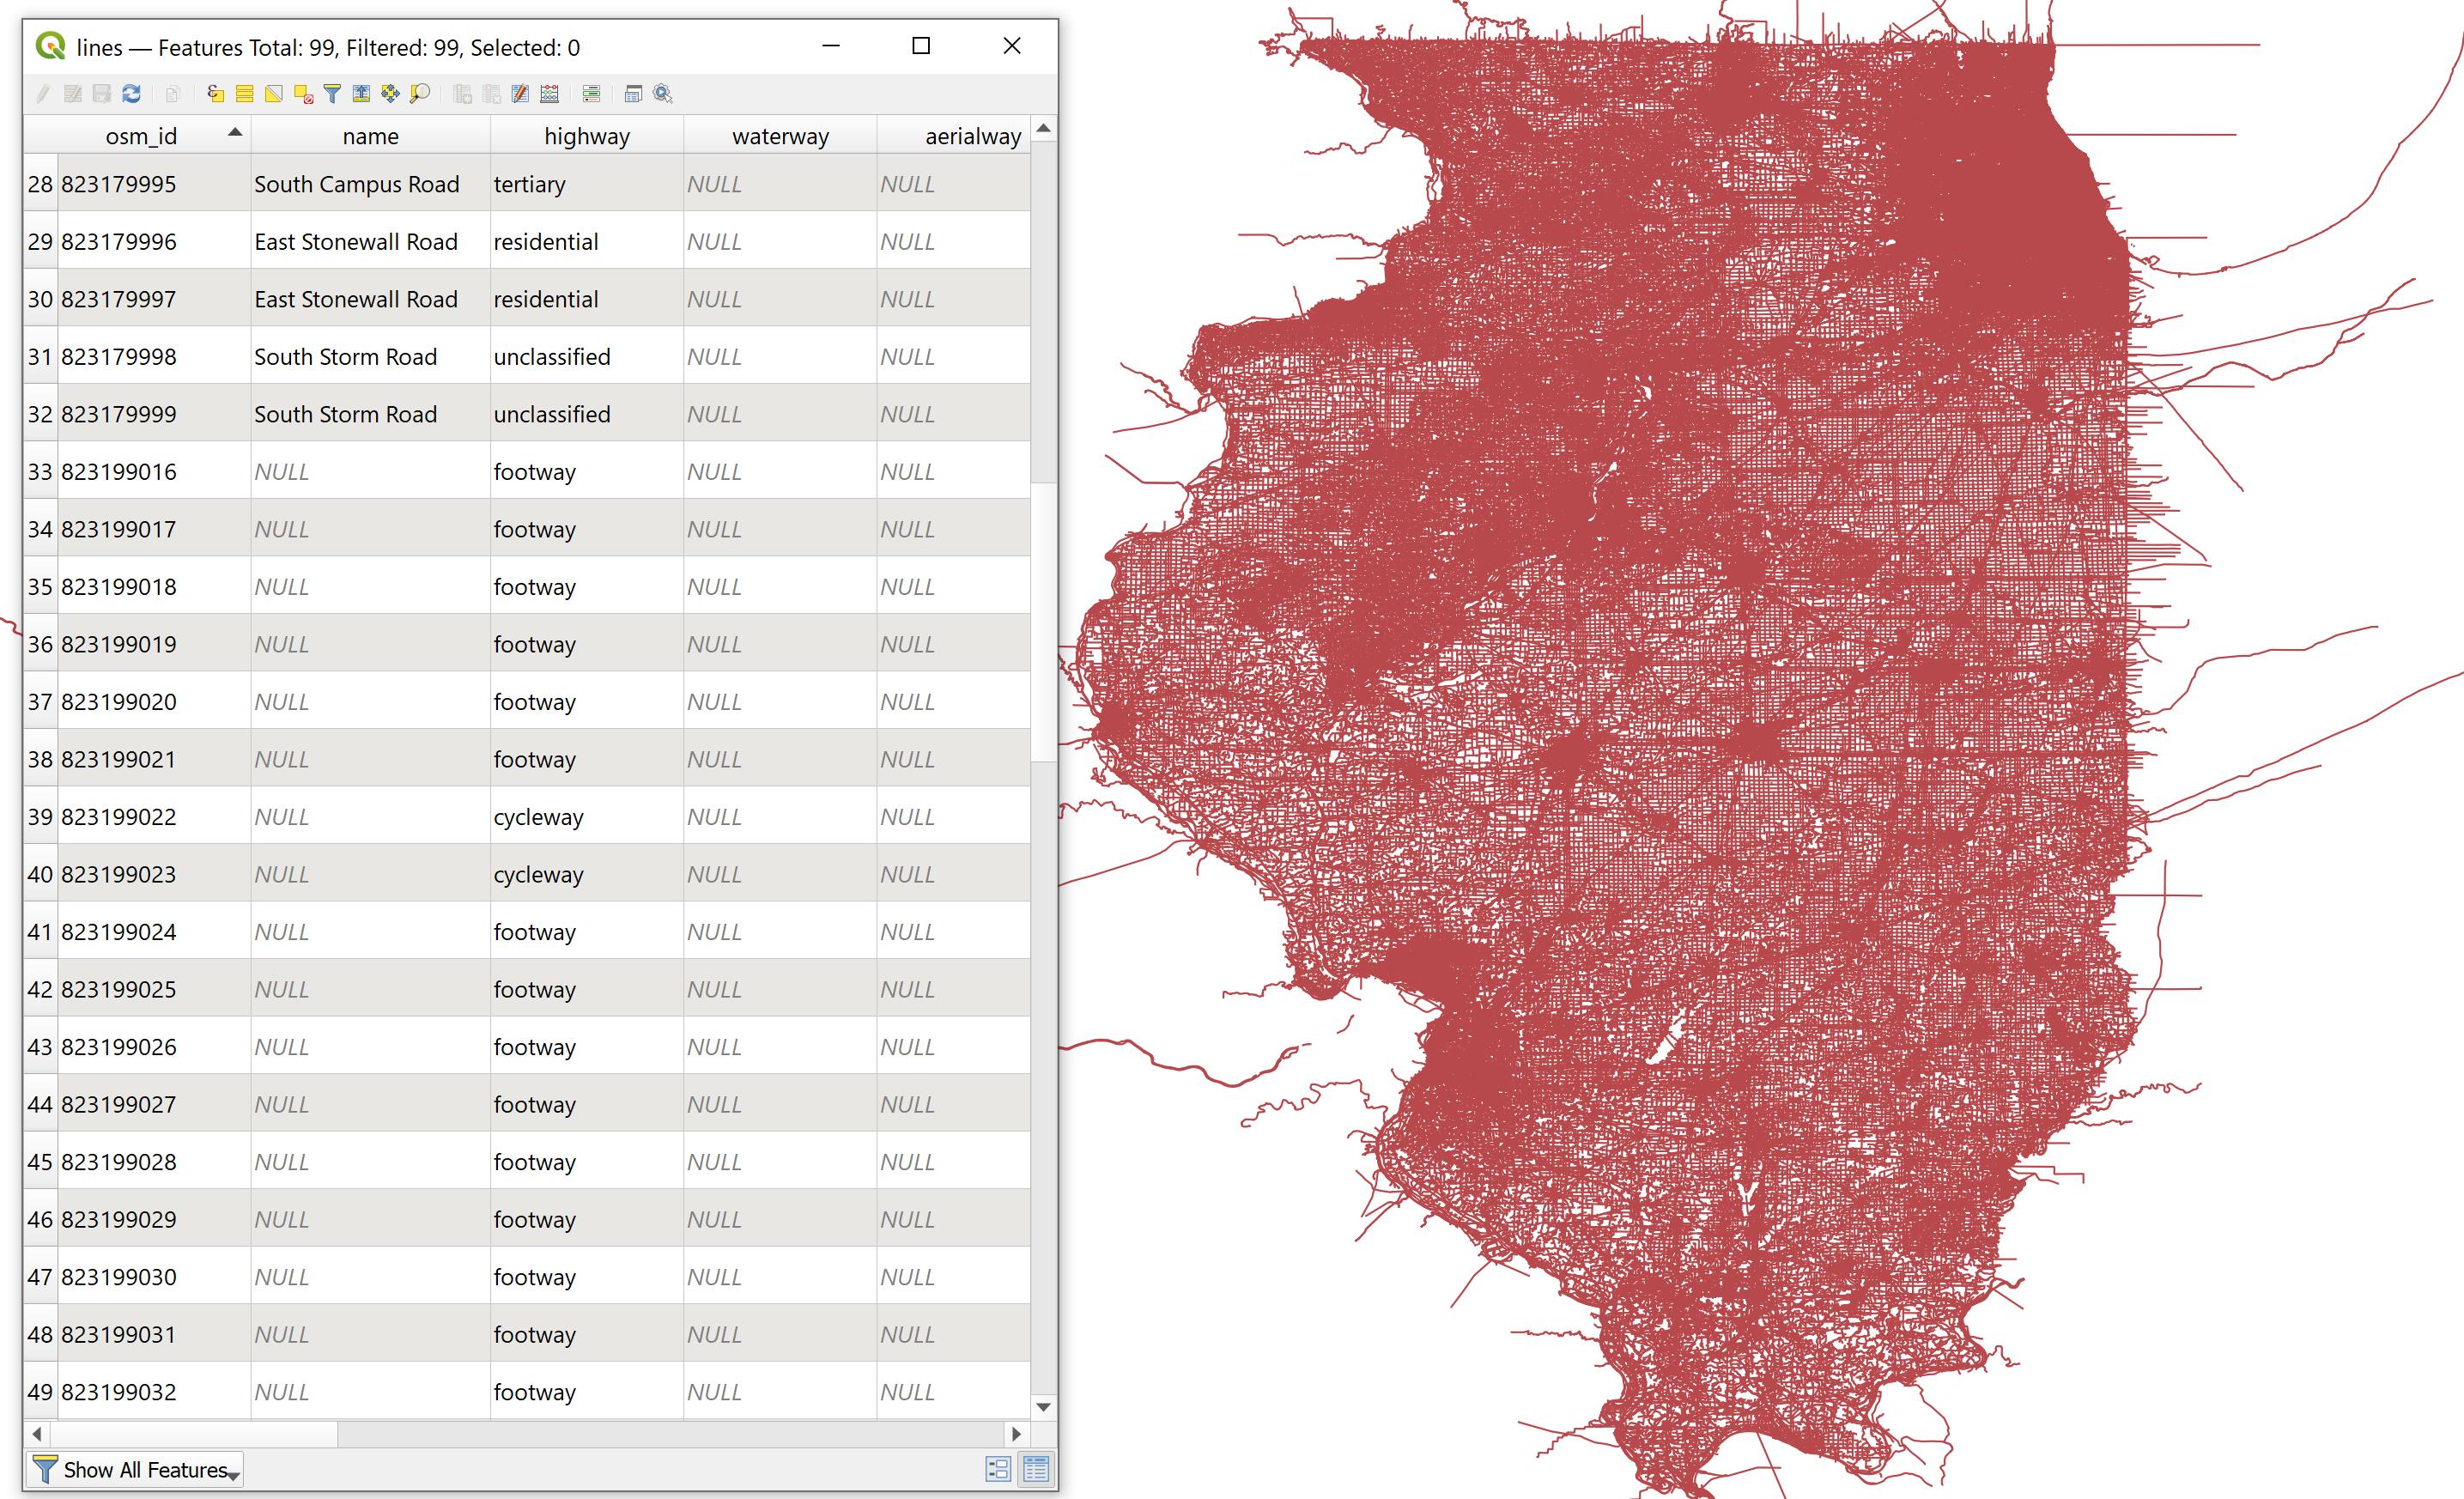 lines — Features Total: 99, Filtered: 99, Selected: 0
osm_id name highway waterway aerialway
28 823179995 South Campus Road tertiary NULL NULL
29 823179996 East Stonewall Road residential NULL NULL
30 823179997 East Stonewall Road residential NULL NULL
31 823179998 South Storm Road unclassified NULL NULL
32 823179999 South Storm Road unclassified NULL NULL
33 823199016 NULL footway NULL NULL
34 823199017 NULL footway NULL NULL
35 823199018 NULL footway NULL NULL
36 823199019 NULL footway NULL NULL
37 823199020 NULL footway NULL NULL
38 823199021 NULL footway NULL NULL
39 823199022 NULL cycleway NULL NULL
40 823199023 NULL cycleway NULL NULL
41 823199024 NULL footway NULL NULL
42 823199025 NULL footway NULL NULL
43 823199026 NULL footway NULL NULL
44 823199027 NULL footway NULL NULL
45 823199028 NULL footway NULL NULL
46 823199029 NULL footway NULL NULL
47 823199030 NULL footway NULL NULL
48 823199031 NULL footway NULL NULL
49 823199032 NULL footway NULL NULL
Show All Features